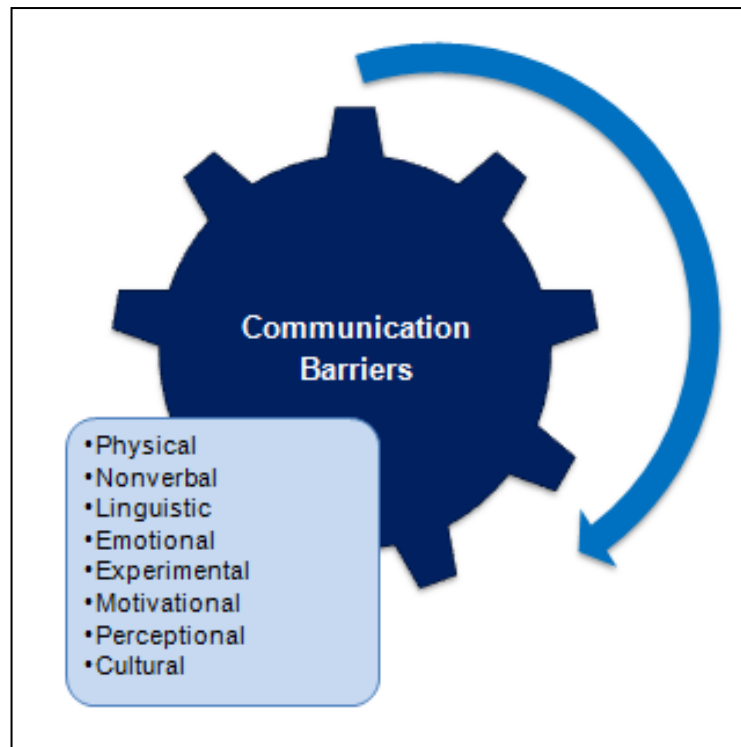 Communication
Barriers
•Physical
•Nonverbal
•Linguistic
•Emotional
•Experimental
•Motivational
•Perceptional
•Cultural